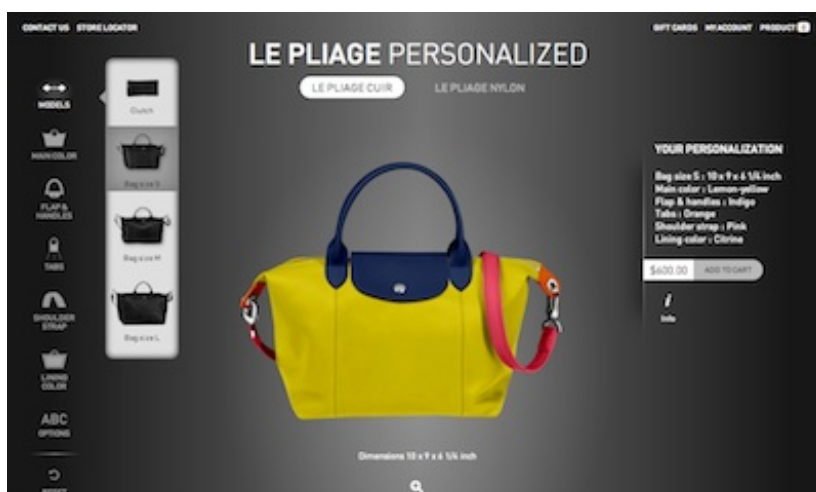 CONTACT US STORE LOCATOR
GIFT CARDS MY ACCOUNT PRODUCT 0
LE PLIAGE PERSONALIZED
LE PLIAGE CUIR LE PLIAGE NYLON
MODELS
MAIN COLOR
FLAP &
HANDLES
TABS
SHOULDER
STRAP
LINING
COLOR
ABC
OPTIONS
RESET
Clutch
Bag size S
Bag size M
Bag size L
YOUR PERSONALIZATION
Bag size S : 10 x 9 x 6 1/4 inch
Main color : Lemon-yellow
Flap & handles : Indigo
Tabs : Orange
Shoulder strap : Pink
Lining color : Citrine
$600.00 ADD TO CART
i
Info
Dimensions 10 x 9 x 6 1/4 inch